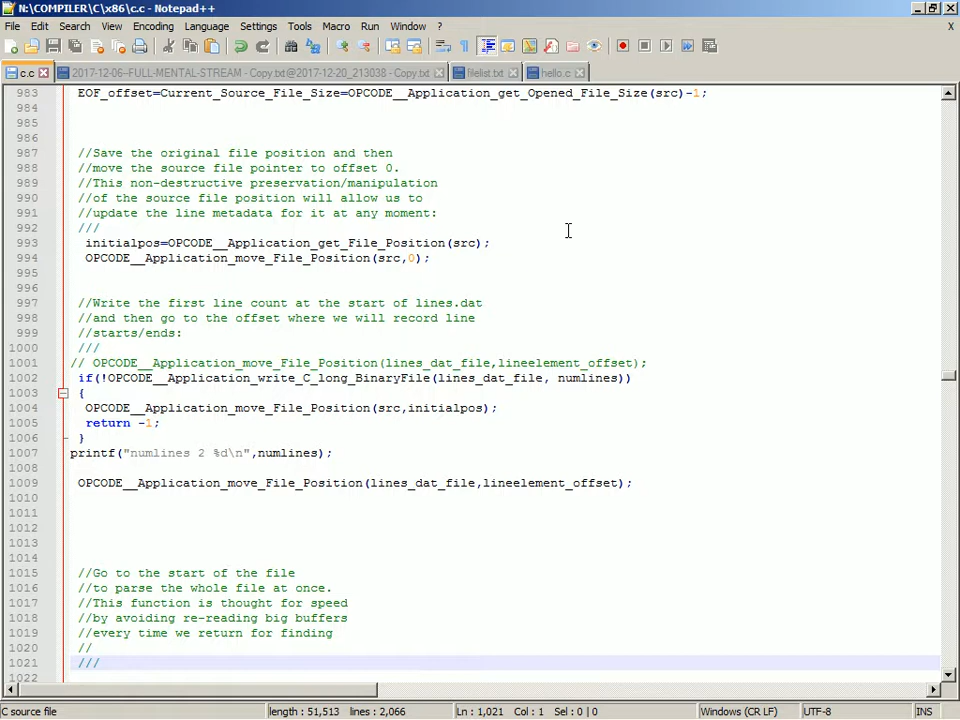 N:\COMPILER\C\x86\c.c - Notepad++
File Edit Search View Encoding Language Settings Tools Macro Run Window ? X
c.c 2017-12-06--FULL-MENTAL-STREAM - Copy.txt@2017-12-20_213038 - Copy.txt filelist.txt hello.c
983 EOF_offset=Current_Source_File_Size=OPCODE__Application_get_Opened_File_Size(src)-1;
984
985
986
987 //Save the original file position and then
988 //move the source file pointer to offset 0.
989 //This non-destructive preservation/manipulation
990 //of the source file position will allow us to
991 //update the line metadata for it at any moment:
992 ///
993 initialpos=OPCODE__Application_get_File_Position(src);
994 OPCODE__Application_move_File_Position(src,0);
995
996
997 //Write the first line count at the start of lines.dat
998 //and then go to the offset where we will record line
999 //starts/ends:
1000 ///
1001 // OPCODE__Application_move_File_Position(lines_dat_file,lineelement_offset);
1002 if(!OPCODE__Application_write_C_long_BinaryFile(lines_dat_file, numlines))
1003 {
1004 OPCODE__Application_move_File_Position(src,initialpos);
1005 return -1;
1006 }
1007 printf("numlines 2 %d\n",numlines);
1008
1009 OPCODE__Application_move_File_Position(lines_dat_file,lineelement_offset);
1010
1011
1012
1013
1014
1015 //Go to the start of the file
1016 //to parse the whole file at once.
1017 //This function is thought for speed
1018 //by avoiding re-reading big buffers
1019 //every time we return for finding
1020 //
1021 ///
1022
C source file length : 51,513 lines : 2,066 Ln : 1,021 Col : 1 Sel : 0 | 0 Windows (CR LF) UTF-8 INS